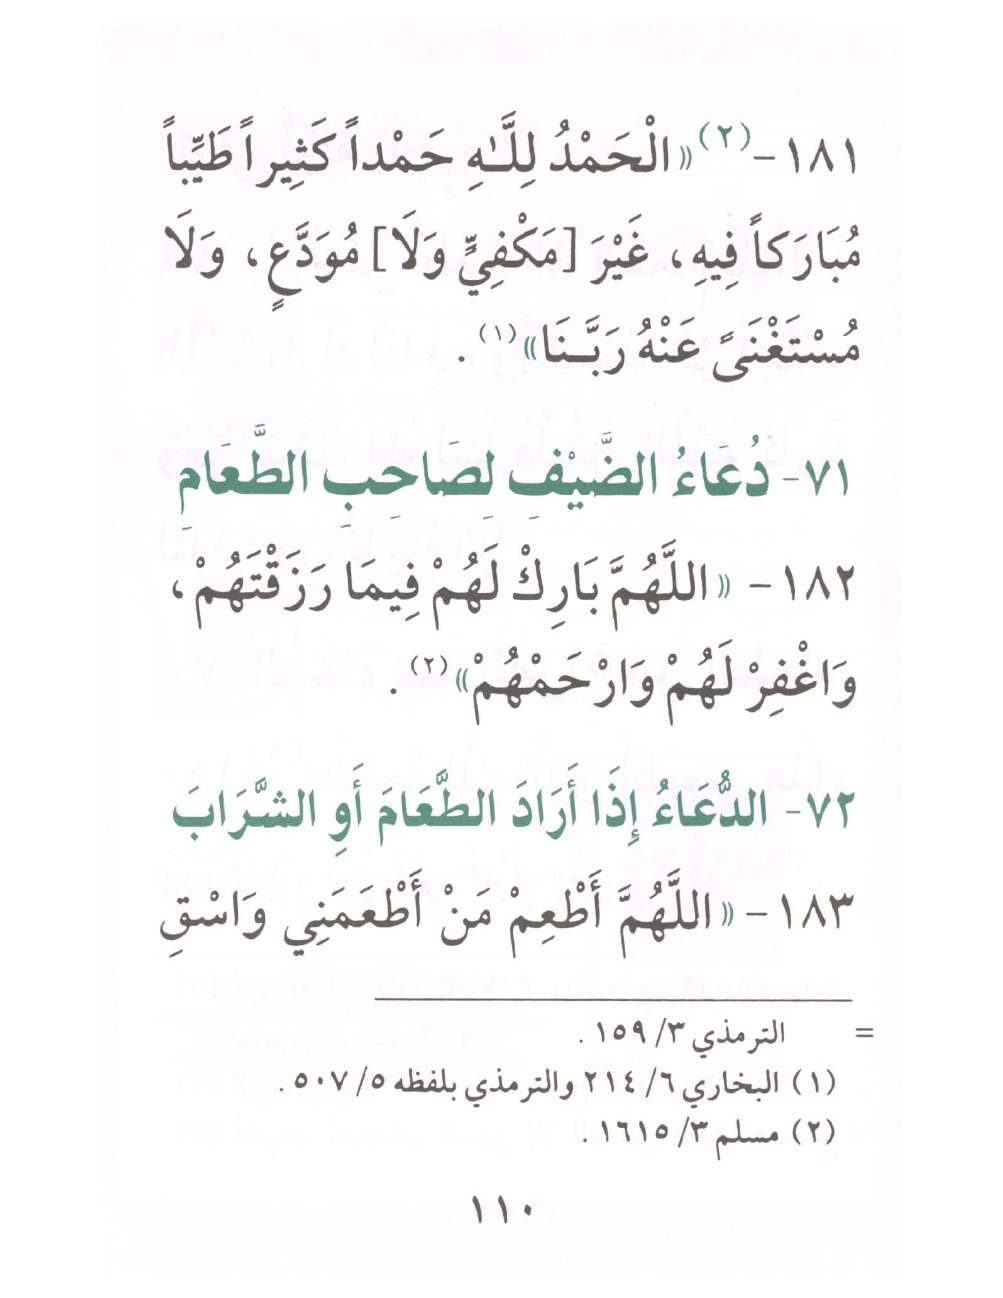 ١٨١ -(٢) «الْحَمْدُ لِلَّـهِ حَمْداً كَثِيراً طَيِّباً
مُبَارَكاً فِيهِ، غَيْرَ [مَكْفِيٍّ وَلَا] مُوَدَّعٍ، وَلَا
مُسْتَغْنَىً عَنْهُ رَبَّـنَا»(١).
٧١- دُعَاءُ الضَّيْفِ لِصَاحِبِ الطَّعَامِ
١٨٢ - «اللَّهُمَّ بَارِكْ لَهُمْ فِيمَا رَزَقْتَهُمْ،
وَاغْفِرْ لَهُمْ وَارْحَمْهُمْ»(٢).
٧٢- الدُّعَاءُ إِذَا أَرَادَ الطَّعَامَ أَوِ الشَّرَابَ
١٨٣ - «اللَّهُمَّ أَطْعِمْ مَنْ أَطْعَمَنِي وَاسْقِ
= الترمذي ٣/ ١٥٩ .
(١) البخاري ٦/ ٢١٤ والترمذي بلفظه ٥/ ٥٠٧ .
(٢) مسلم ٣/ ١٦١٥ .
١١٠